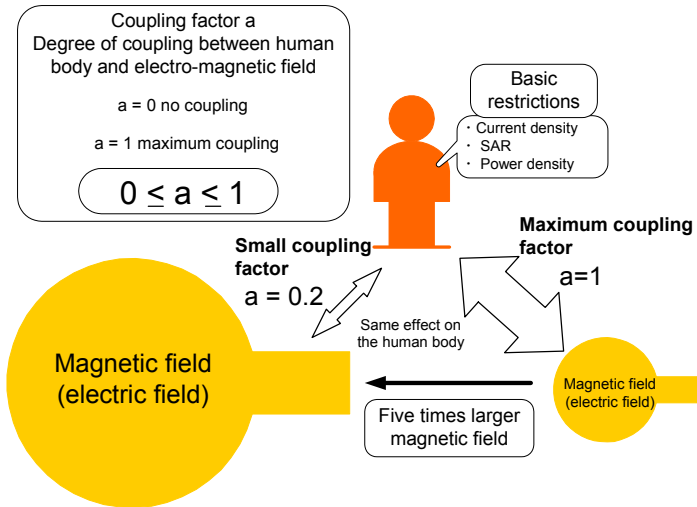 Coupling factor a
Degree of coupling between human
body and electro-magnetic field
a = 0 no coupling
a = 1 maximum coupling
0 ≤ a ≤ 1
Basic
restrictions
・ Current density
・ SAR
・ Power density
Small coupling
factor
a = 0.2
Maximum coupling
factor
a=1
Same effect on
the human body
Magnetic field
(electric field)
Magnetic field
(electric field)
Five times larger
magnetic field